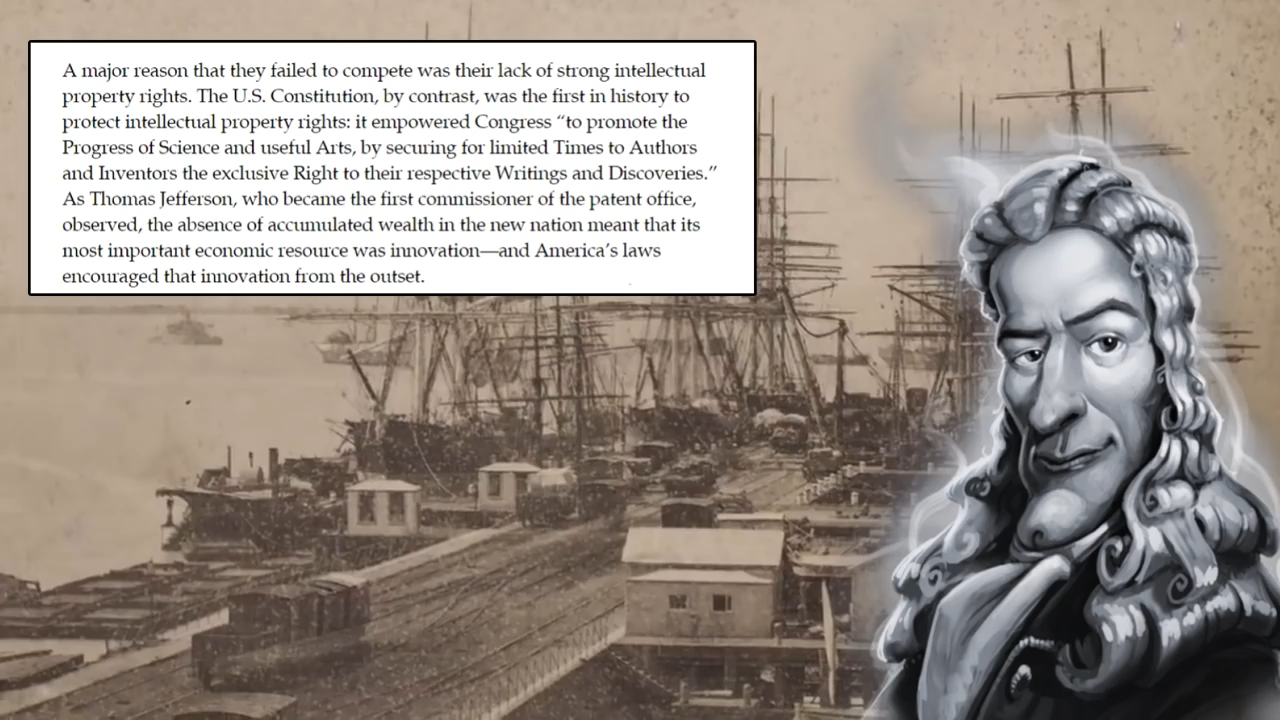 A major reason that they failed to compete was their lack of strong intellectual
property rights. The U.S. Constitution, by contrast, was the first in history to
protect intellectual property rights: it empowered Congress “to promote the
Progress of Science and useful Arts, by securing for limited Times to Authors
and Inventors the exclusive Right to their respective Writings and Discoveries.”
As Thomas Jefferson, who became the first commissioner of the patent office,
observed, the absence of accumulated wealth in the new nation meant that its
most important economic resource was innovation—and America’s laws
encouraged that innovation from the outset.